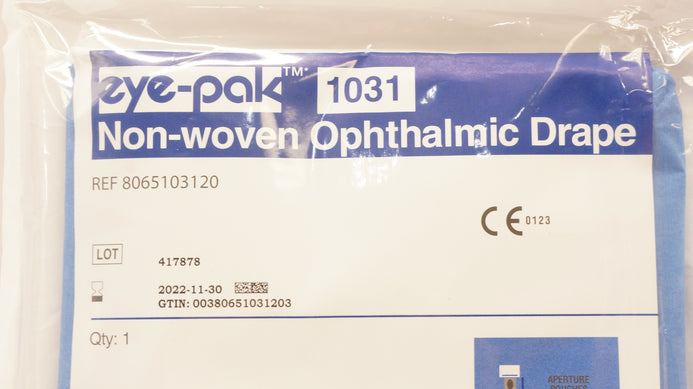 eye-pak™* 1031
Non-woven Ophthalmic Drape
REF 8065103120
CE 0123
LOT 417878
2022-11-30
GTIN: 00380651031203
Qty: 1
APERTURE
POUCHES